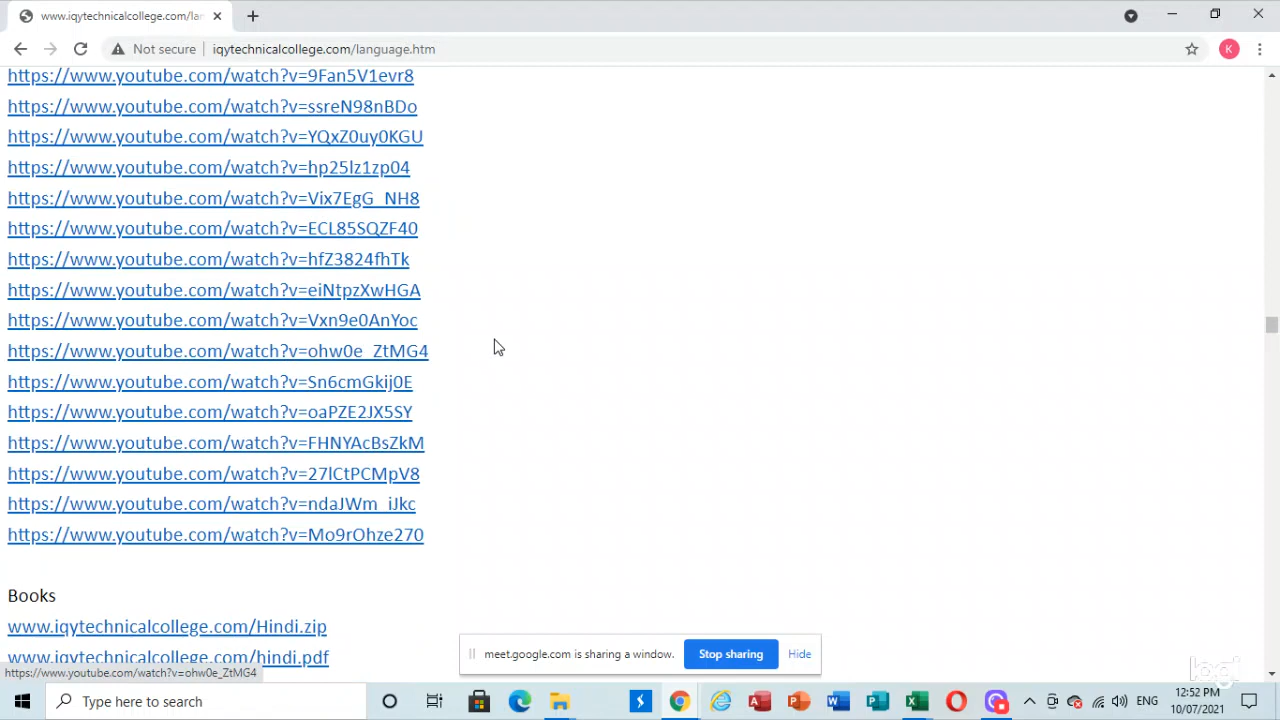 www.iqytechnicalcollege.com/lan
Not secure | iqytechnicalcollege.com/language.htm
K
https://www.youtube.com/watch?v=9Fan5V1evr8
https://www.youtube.com/watch?v=ssreN98nBDo
https://www.youtube.com/watch?v=YQxZ0uy0KGU
https://www.youtube.com/watch?v=hp25lz1zp04
https://www.youtube.com/watch?v=Vix7EgG_NH8
https://www.youtube.com/watch?v=ECL85SQZF40
https://www.youtube.com/watch?v=hfZ3824fhTk
https://www.youtube.com/watch?v=eiNtpzXwHGA
https://www.youtube.com/watch?v=Vxn9e0AnYoc
https://www.youtube.com/watch?v=ohw0e_ZtMG4
https://www.youtube.com/watch?v=Sn6cmGkij0E
https://www.youtube.com/watch?v=oaPZE2JX5SY
https://www.youtube.com/watch?v=FHNYAcBsZkM
https://www.youtube.com/watch?v=27lCtPCMpV8
https://www.youtube.com/watch?v=ndaJWm_iJkc
https://www.youtube.com/watch?v=Mo9rOhze270
Books
www.iqytechnicalcollege.com/Hindi.zip
www.iqytechnicalcollege.com/hindi.pdf
meet.google.com is sharing a window. Stop sharing Hide
https://www.youtube.com/watch?v=ohw0e_ZtMG4
Type here to search
ENG
12:52 PM
10/07/2021